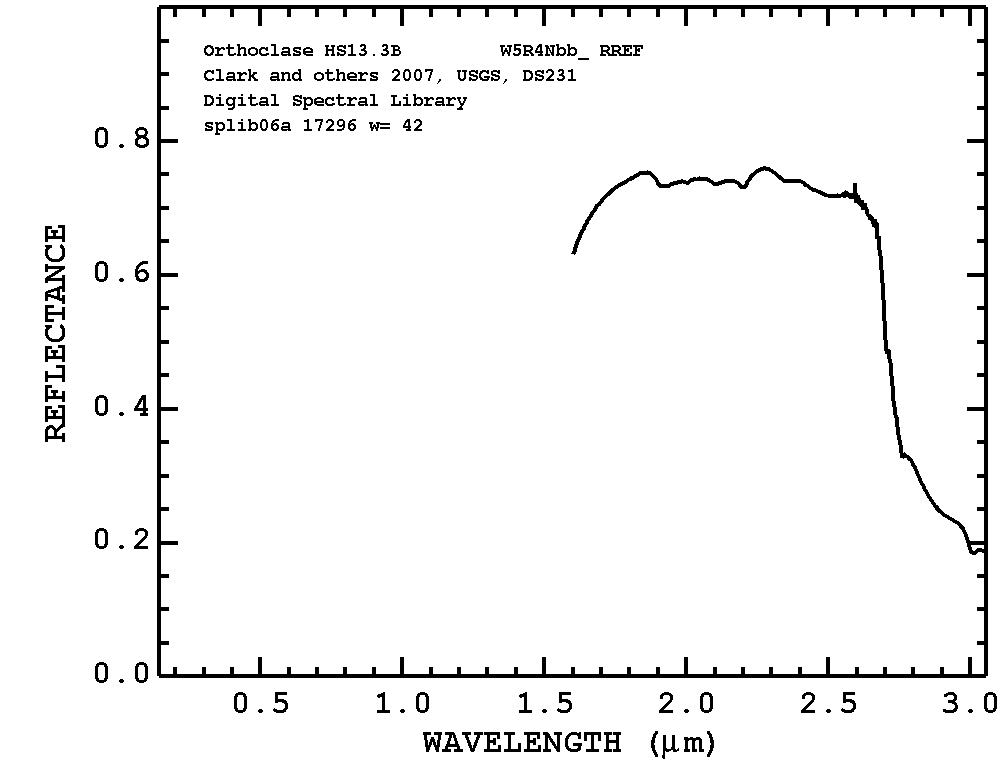 Orthoclase HS13.3B W5R4Nbb_ RREF
Clark and others 2007, USGS, DS231
Digital Spectral Library
splib06a 17296 w= 42
REFLECTANCE
0.8
0.6
0.4
0.2
0.0
0.5 1.0 1.5 2.0 2.5 3.0
WAVELENGTH (μm)